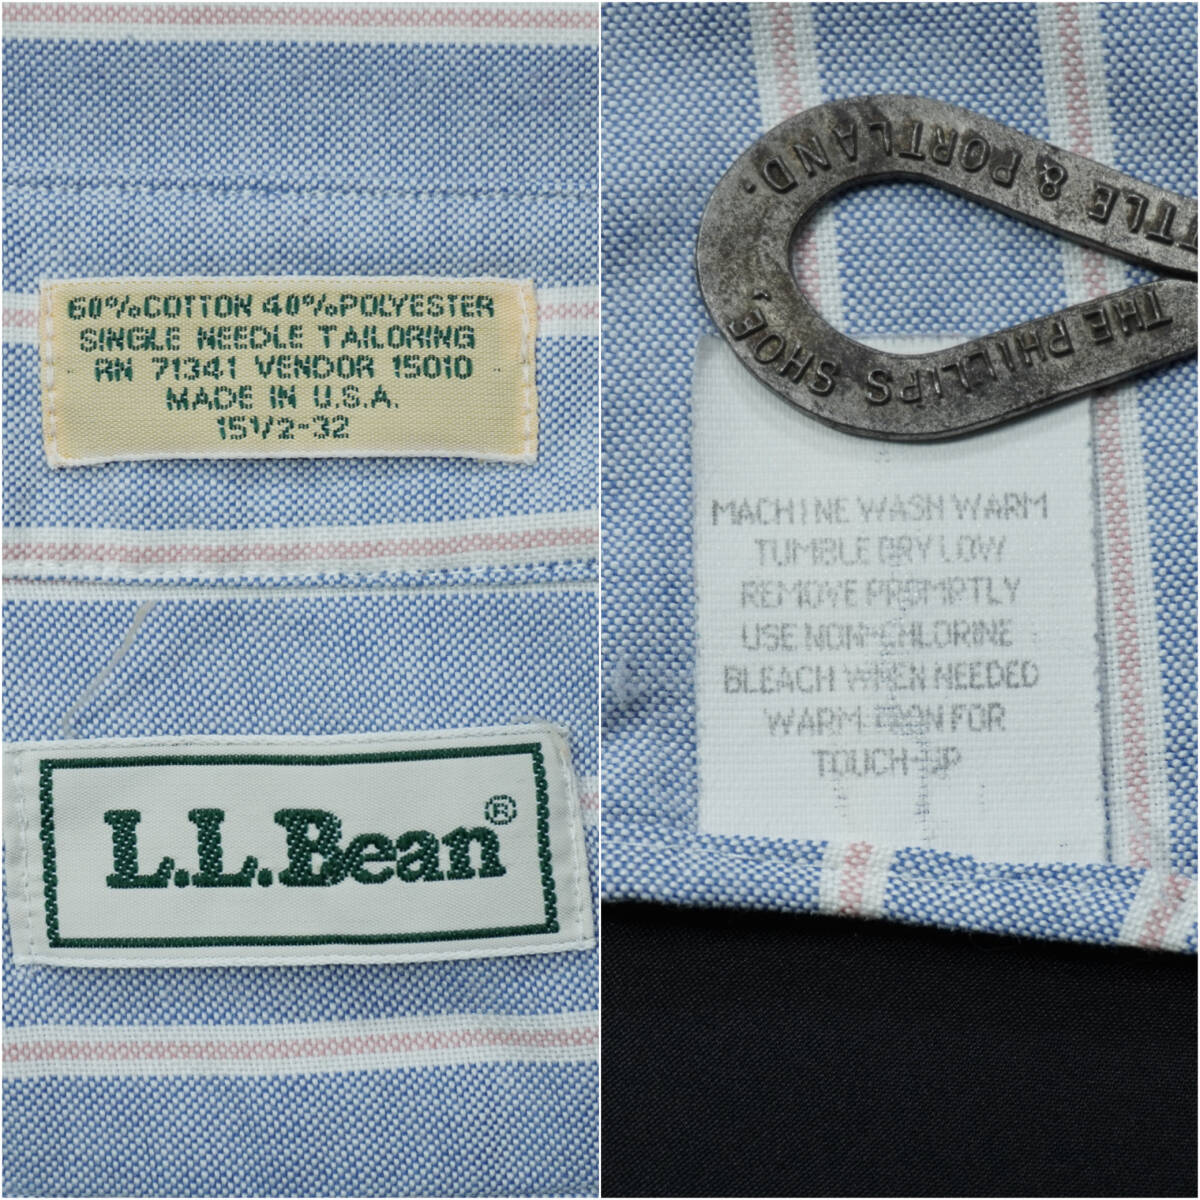 60% COTTON 40% POLYESTER
SINGLE NEEDLE TAILORING
RN 71341 VENDOR 15010
MADE IN U.S.A.
15 1/2-32
L.L.Bean®
TTLE & PORTLAND.
THE PHILLIPS SHOE,
MACHINE WASH WARM
TUMBLE DRY LOW
REMOVE PROMPTLY
USE NON-CHLORINE
BLEACH WHEN NEEDED
WARM IRON FOR
TOUCH-UP